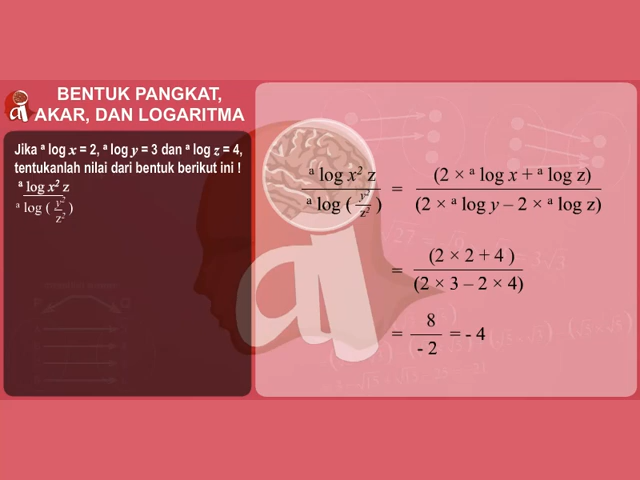 BENTUK PANGKAT,
AKAR, DAN LOGARITMA
Jika ᵃ log x = 2, ᵃ log y = 3 dan ᵃ log z = 4,
tentukanlah nilai dari bentuk berikut ini !
ᵃ log x² z
ᵃ log ( y²/z² )
ᵃ log x² z / ᵃ log ( y²/z² ) = (2 × ᵃ log x + ᵃ log z) / (2 × ᵃ log y – 2 × ᵃ log z)
= (2 × 2 + 4 ) / (2 × 3 – 2 × 4)
= 8 / - 2 = - 4